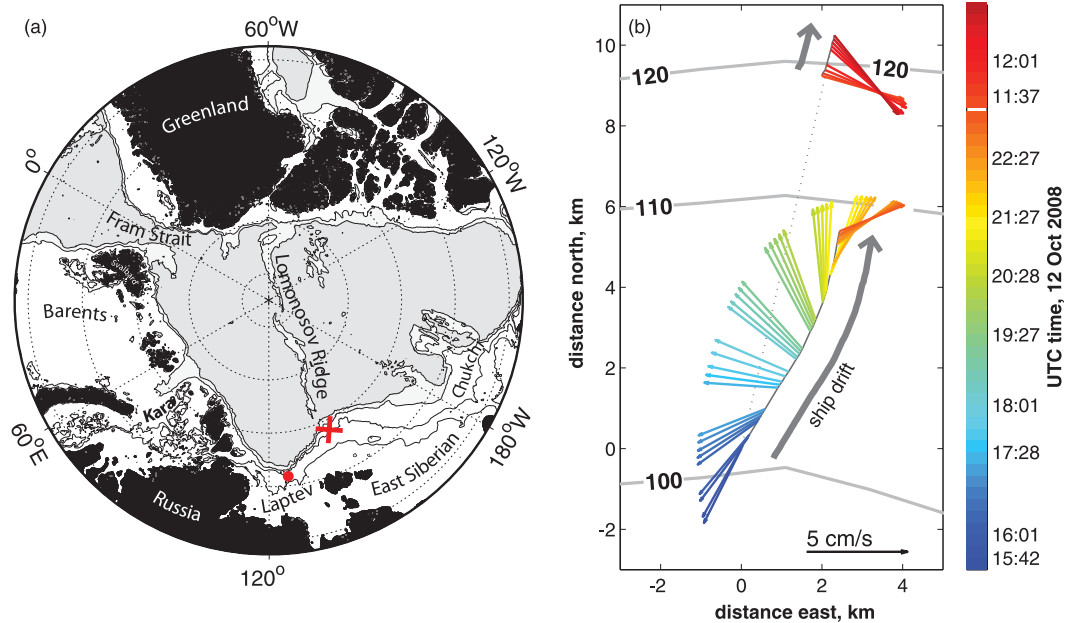 (a)
60°W
Greenland
120°W
0°
Fram Strait
Lomonosov Ridge
Barents
Chukchi
Kara
180°W
60°E
East Siberian
Laptev
Russia
120°
(b)
10
8
6
4
2
0
-2
distance north, km
-2 0 2 4
distance east, km
120
120
110
100
ship drift
5 cm/s
12:01
11:37
22:27
21:27
20:28
19:27
18:01
17:28
16:01
15:42
UTC time, 12 Oct 2008